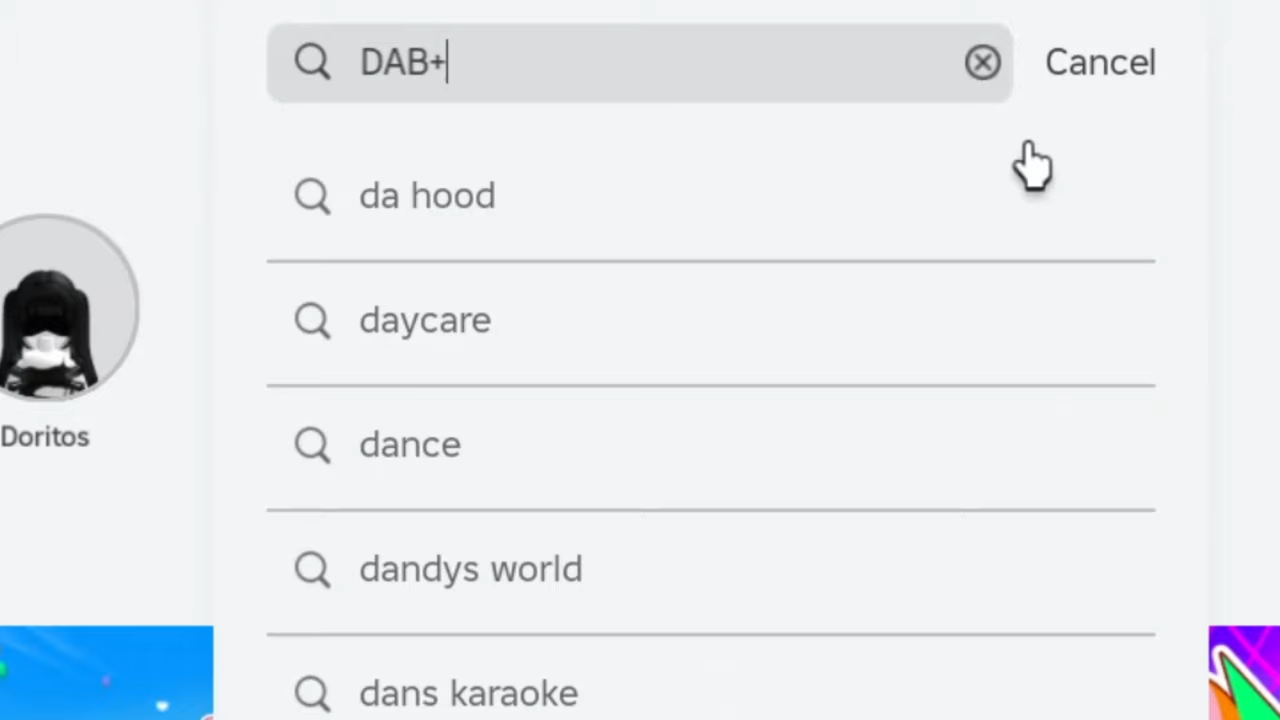 DAB+
Cancel
da hood
daycare
Doritos
dance
dandys world
dans karaoke